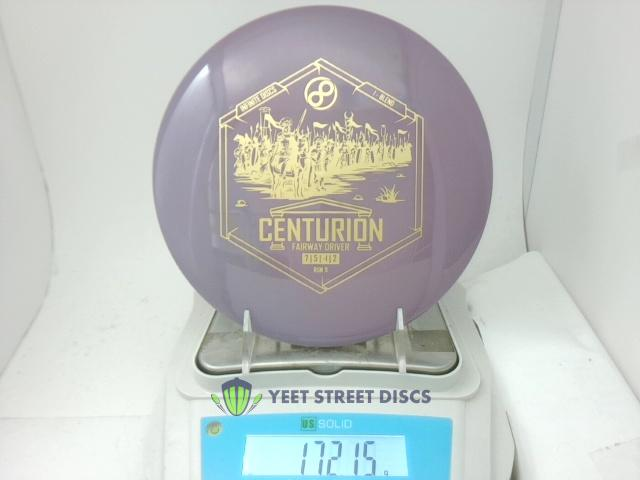 INFINITE DISCS
I-BLEND
CENTURION
FAIRWAY DRIVER
7|5|-1|2
YEET STREET DISCS
US SOLID
172.15 g